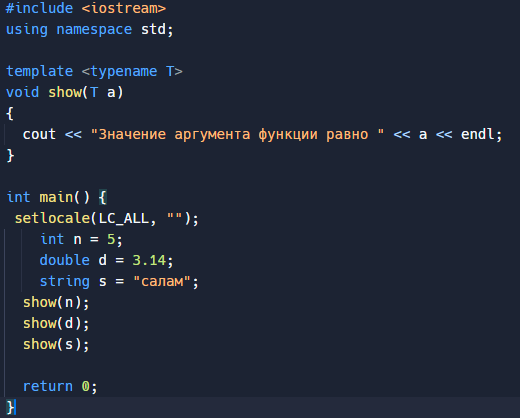 #include <iostream>
using namespace std;

template <typename T>
void show(T a)
{
  cout << "Значение аргумента функции равно " << a << endl;
}

int main() {
 setlocale(LC_ALL, "");
    int n = 5;
    double d = 3.14;
    string s = "салам";
  show(n);
  show(d);
  show(s);

  return 0;
}